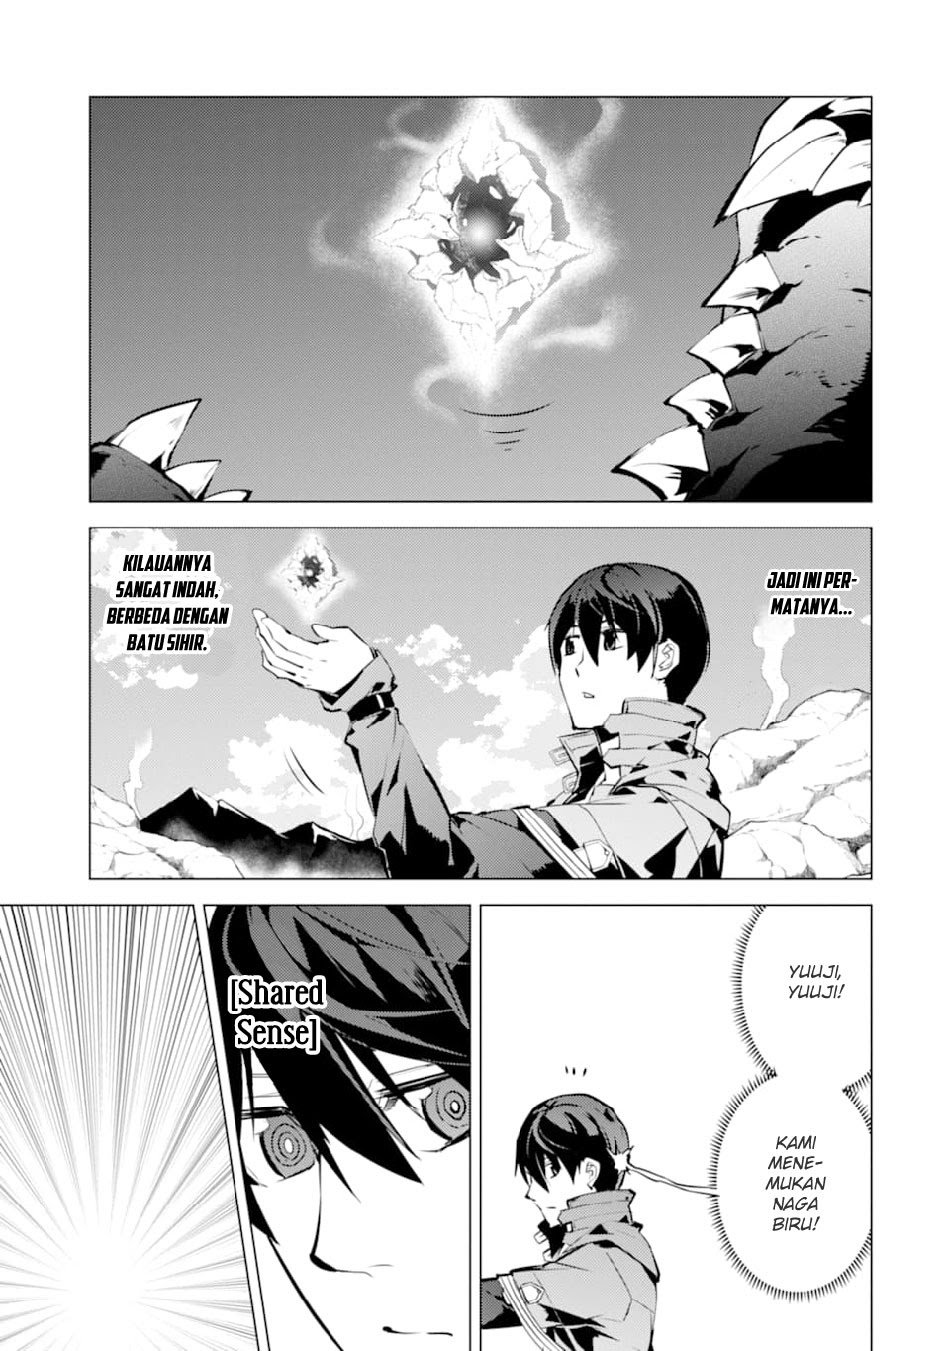 JADI INI PER-
MATANYA...
KILAUANNYA
SANGAT INDAH,
BERBEDA DENGAN
BATU SIHIR.
YUUJI,
YUUJI!
KAMI
MENE-
MUKAN
NAGA
BIRU!
[Shared
Sense]